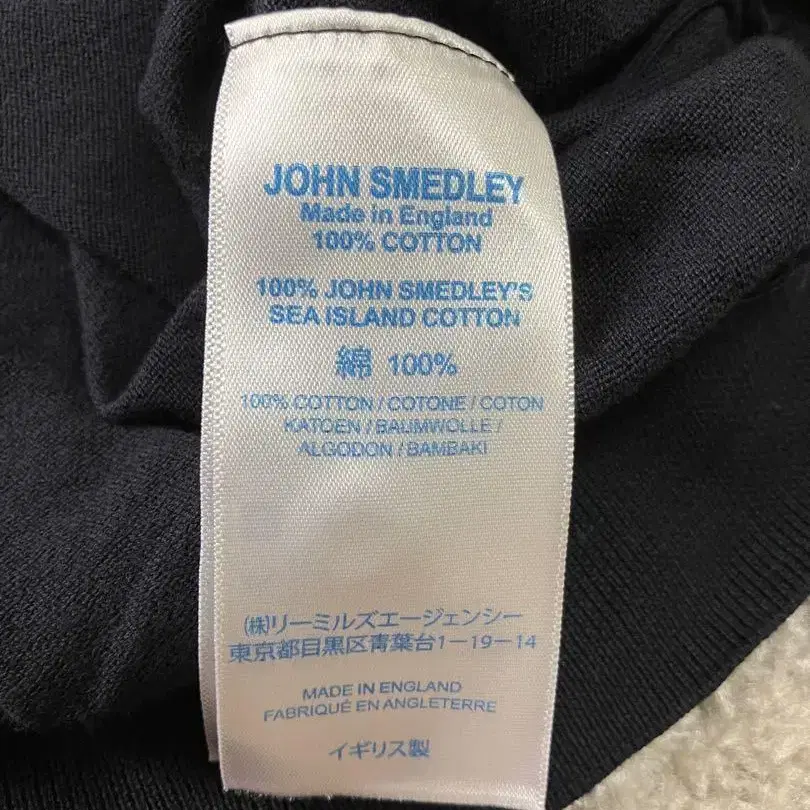 JOHN SMEDLEY
Made in England
100% COTTON
100% JOHN SMEDLEY'S
SEA ISLAND COTTON
綿 100%
100% COTTON / COTONE / COTON
KATOEN / BAUMWOLLE /
ALGODON / BAMBAKI
(株)リーミルズエージェンシー
東京都目黒区青葉台1-19-14
MADE IN ENGLAND
FABRIQUÉ EN ANGLETERRE
イギリス製